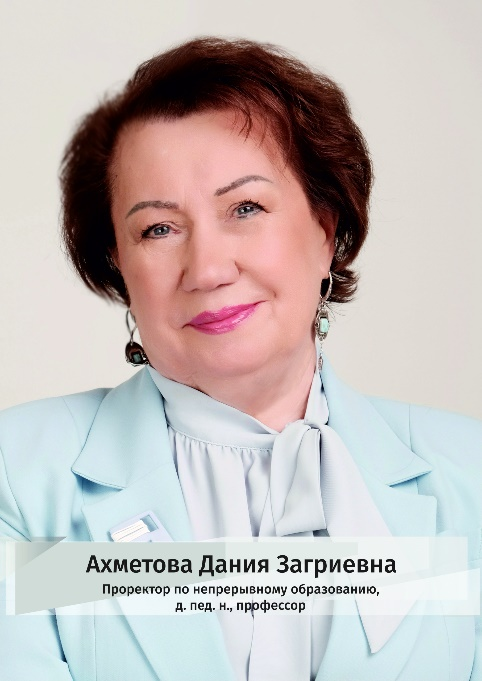 Ахметова Дания Загриевна
Проректор по непрерывному образованию,
д. пед. н., профессор